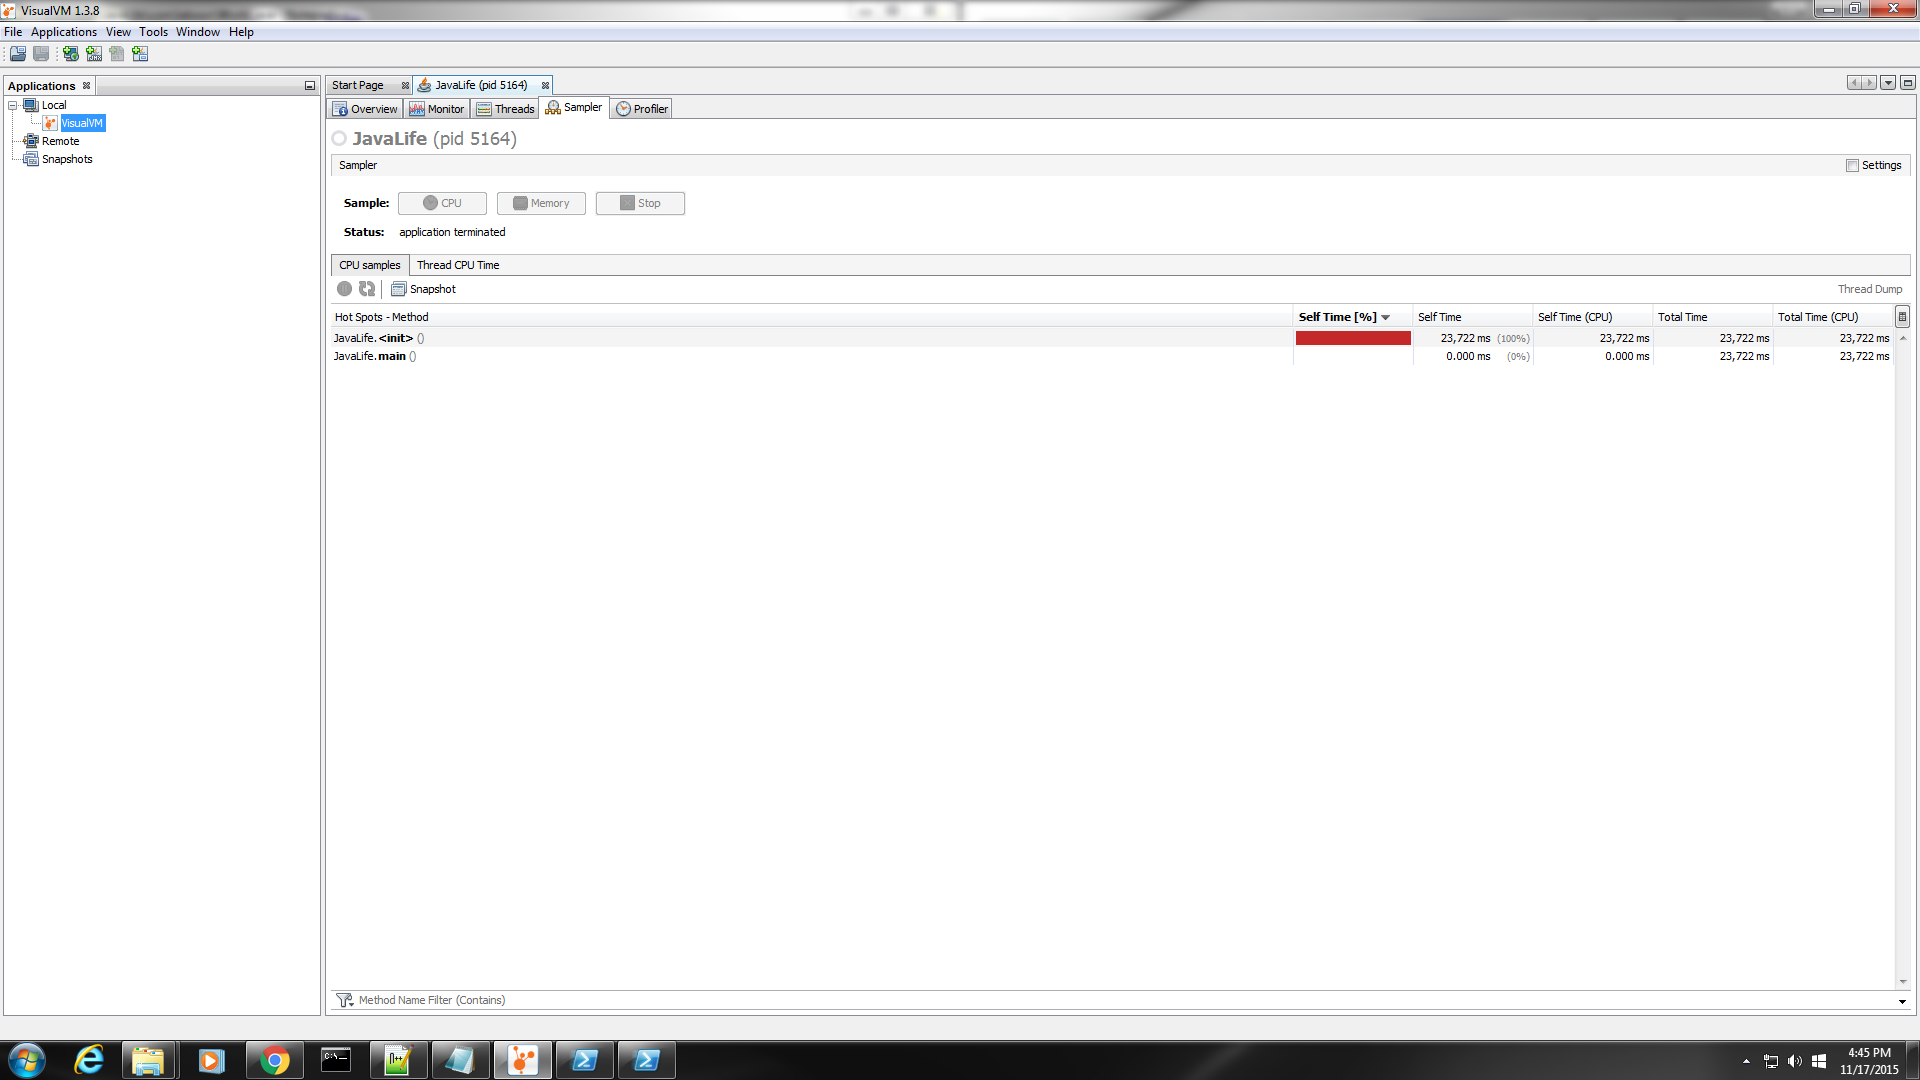 VisualVM 1.3.8
File Applications View Tools Window Help
Applications
Start Page
JavaLife (pid 5164)
Local
VisualVM
Remote
Snapshots
Overview
Monitor
Threads
Sampler
Profiler
JavaLife (pid 5164)
Sampler
Settings
Sample: CPU Memory Stop
Status: application terminated
CPU samples Thread CPU Time
Snapshot
Thread Dump
Hot Spots - Method Self Time [%] Self Time Self Time (CPU) Total Time Total Time (CPU)
JavaLife.<init> () 23,722 ms (100%) 23,722 ms 23,722 ms 23,722 ms
JavaLife.main () 0.000 ms (0%) 0.000 ms 23,722 ms 23,722 ms
Method Name Filter (Contains)
4:45 PM
11/17/2015